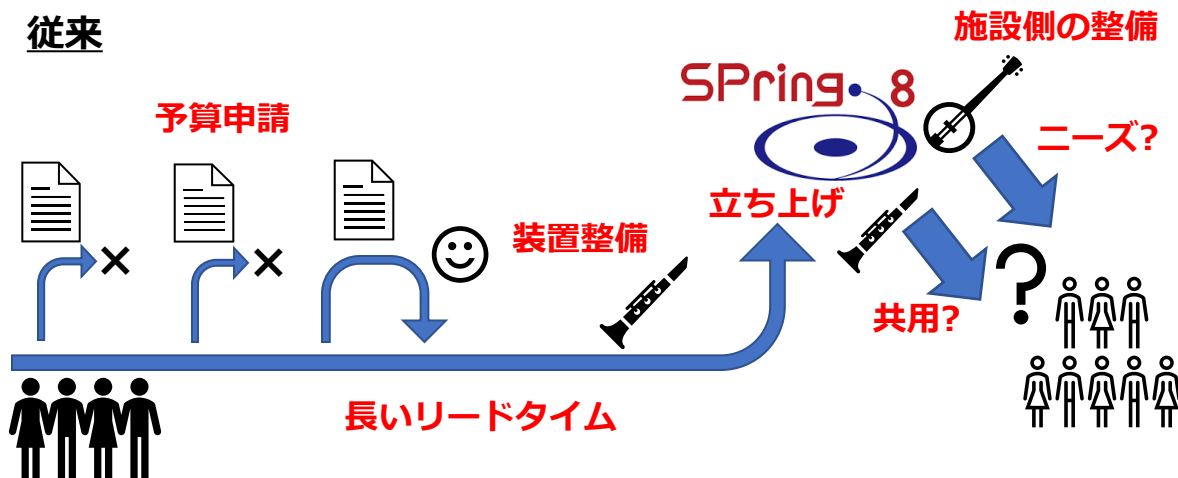 従来
施設側の整備
SPring-8
予算申請
ニーズ?
立ち上げ
装置整備
共用?
?
長いリードタイム
× ×